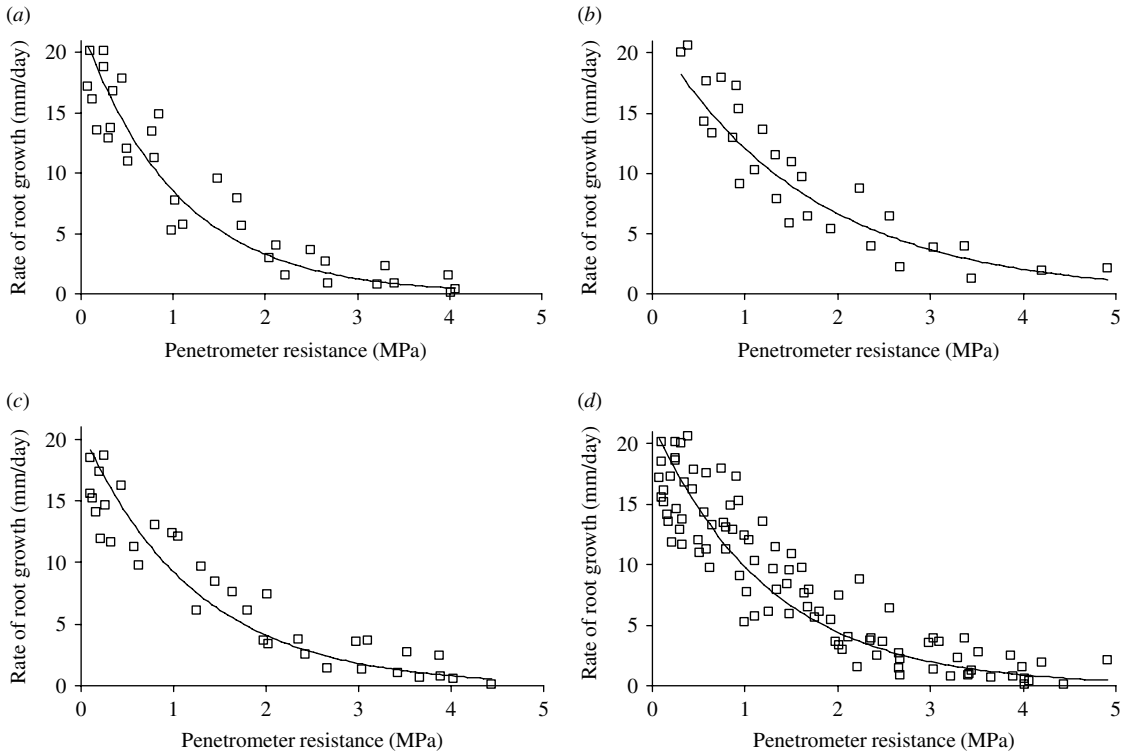 (a)
20
15
10
5
0
Rate of root growth (mm/day)
0 1 2 3 4 5
Penetrometer resistance (MPa)
(b)
20
15
10
5
0
Rate of root growth (mm/day)
0 1 2 3 4 5
Penetrometer resistance (MPa)
(c)
20
15
10
5
0
Rate of root growth (mm/day)
0 1 2 3 4 5
Penetrometer resistance (MPa)
(d)
20
15
10
5
0
Rate of root growth (mm/day)
0 1 2 3 4 5
Penetrometer resistance (MPa)